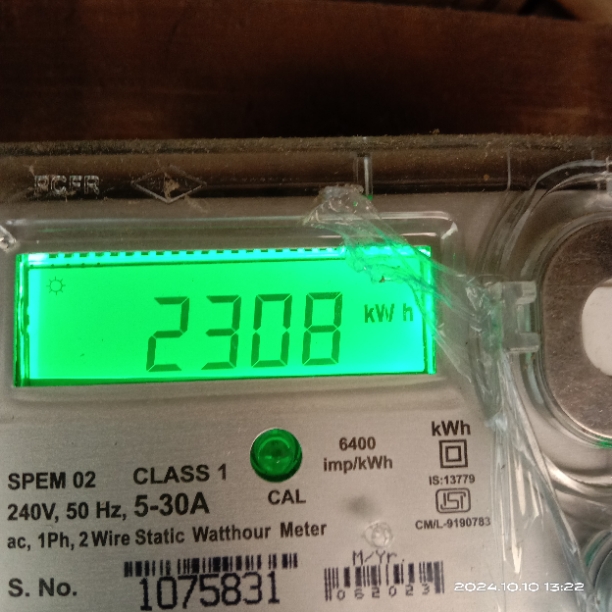 2308 kWh
6400
imp/kWh
kWh
IS:13779
CM/L-9190783
SPEM 02 CLASS 1
240V, 50 Hz, 5-30A
CAL
ac, 1Ph, 2 Wire Static Watthour Meter
M/Yr.
S. No. 1075831
062023
2024.10.10 13:22